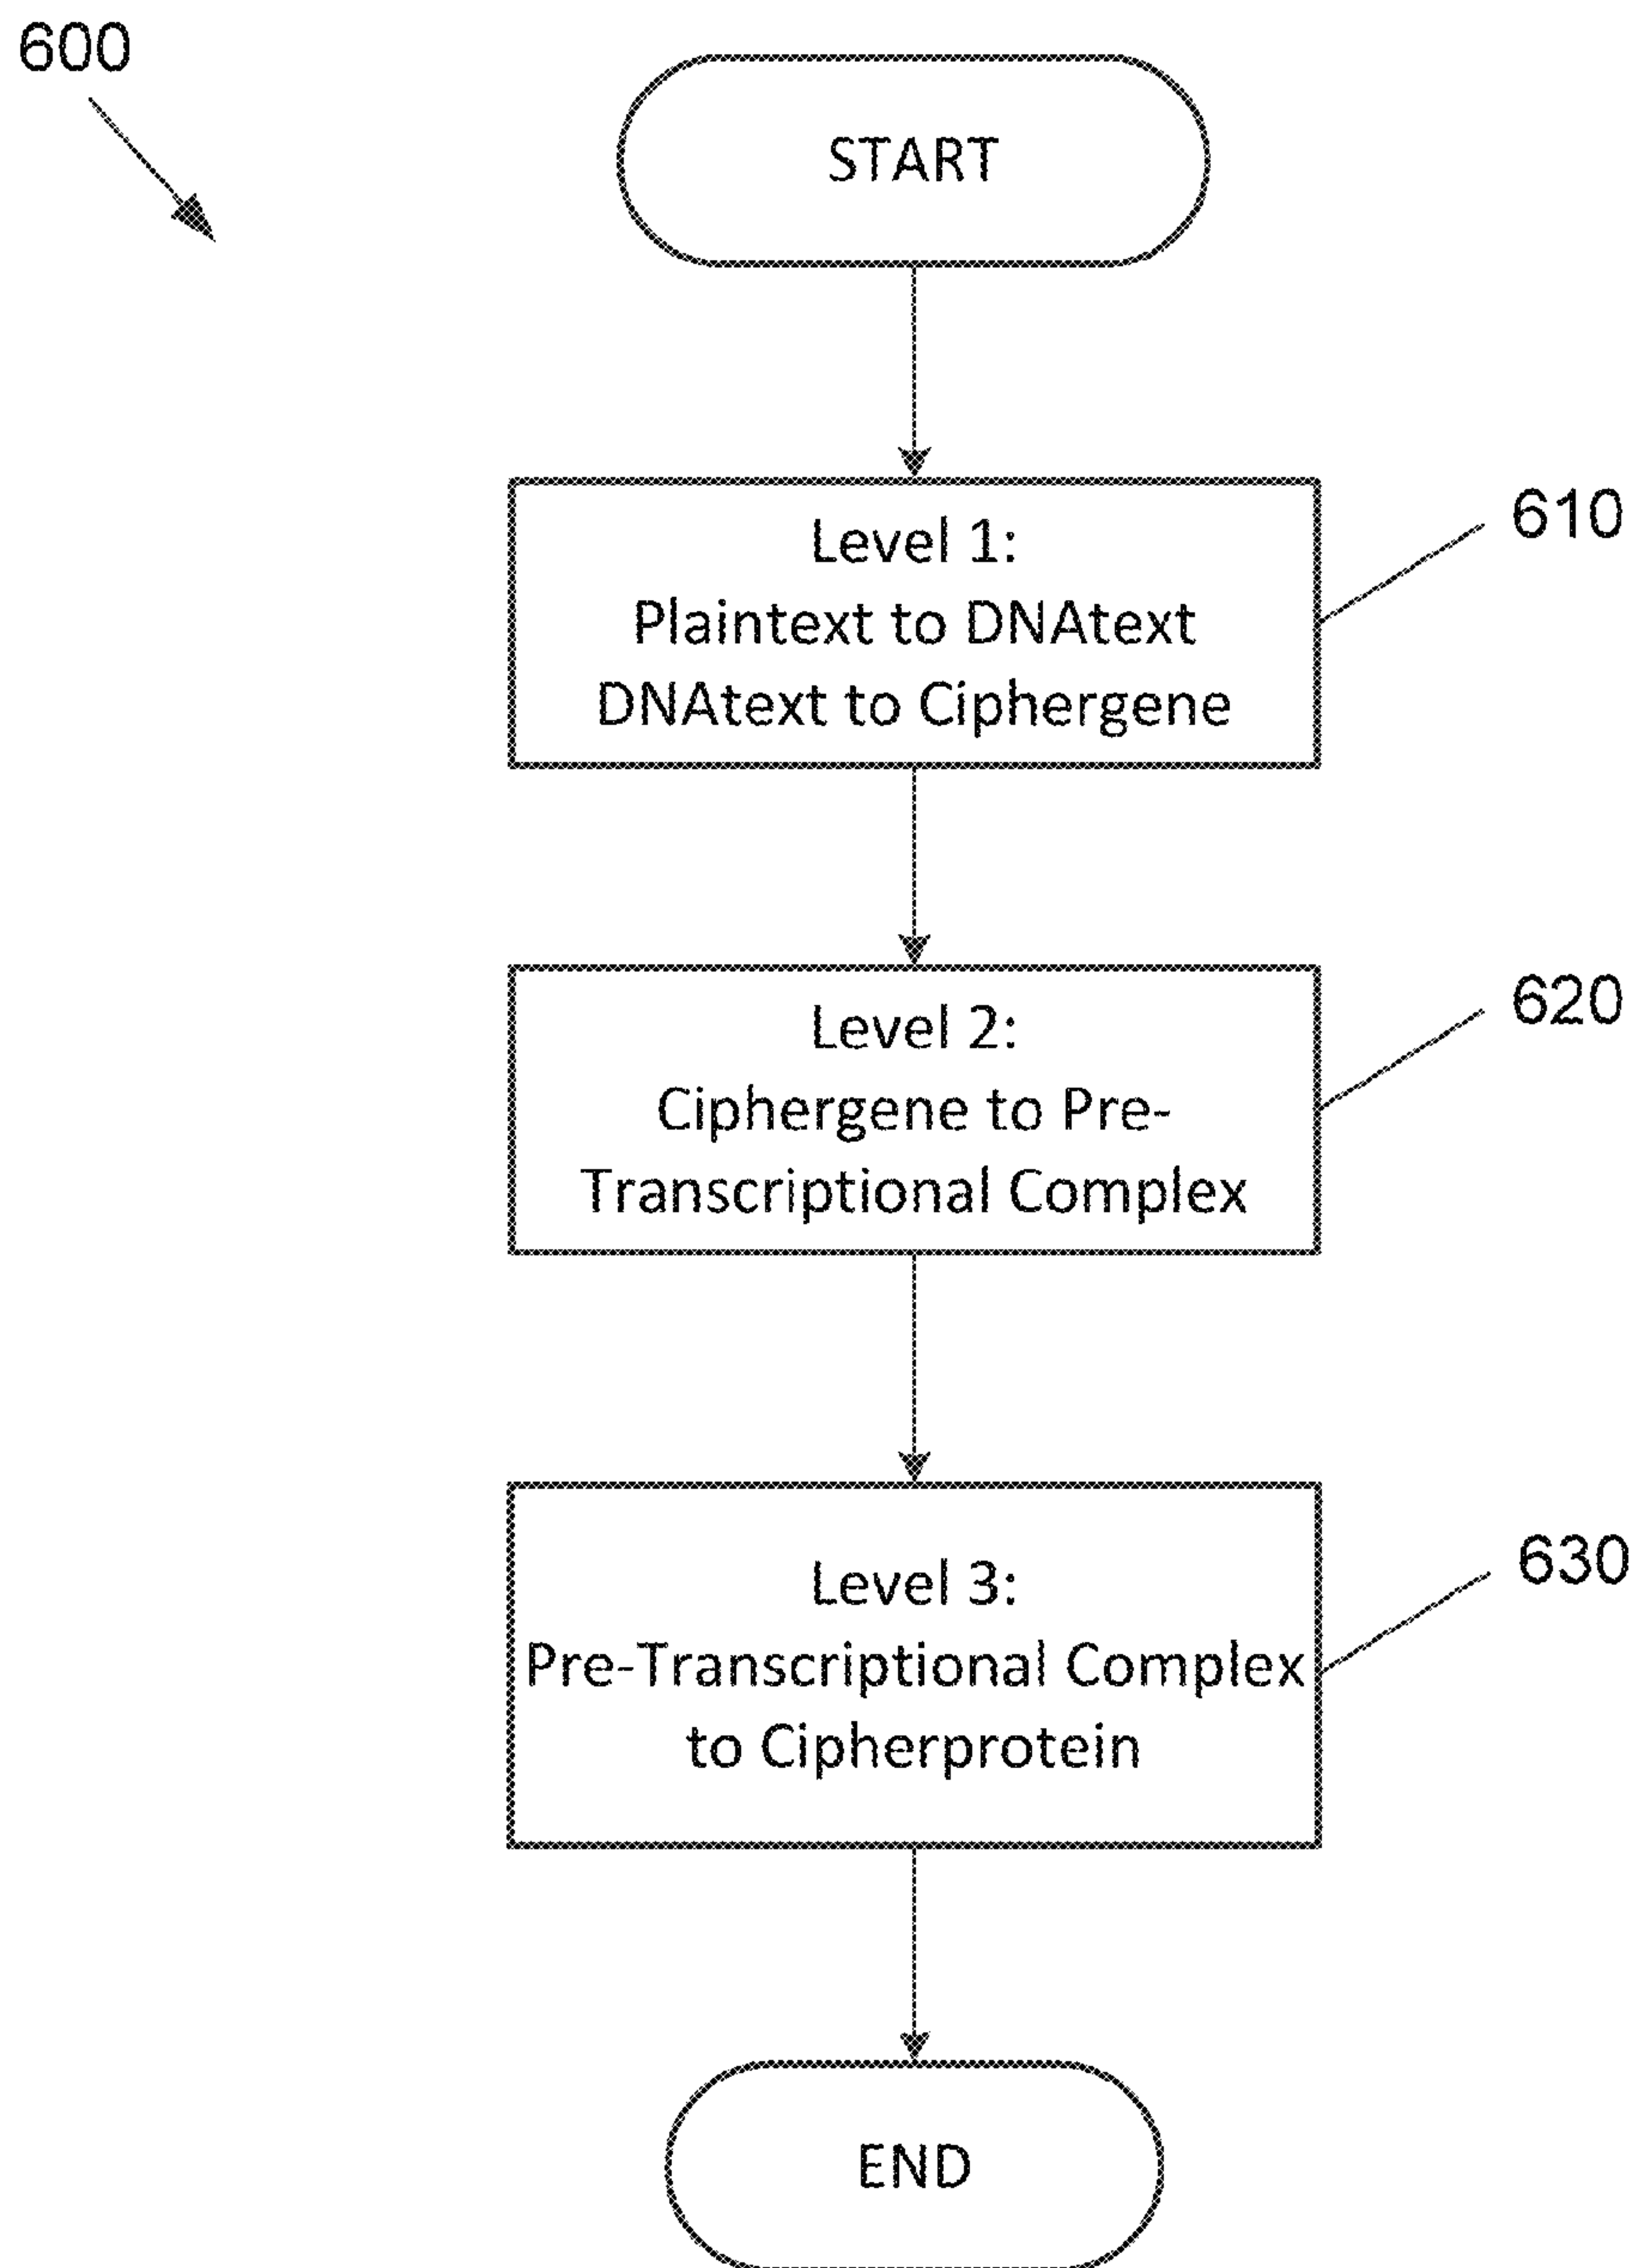 600
START
Level 1:
Plaintext to DNAtext
DNAtext to Ciphergene
610
Level 2:
Ciphergene to Pre-
Transcriptional Complex
620
Level 3:
Pre-Transcriptional Complex
to Cipherprotein
630
END